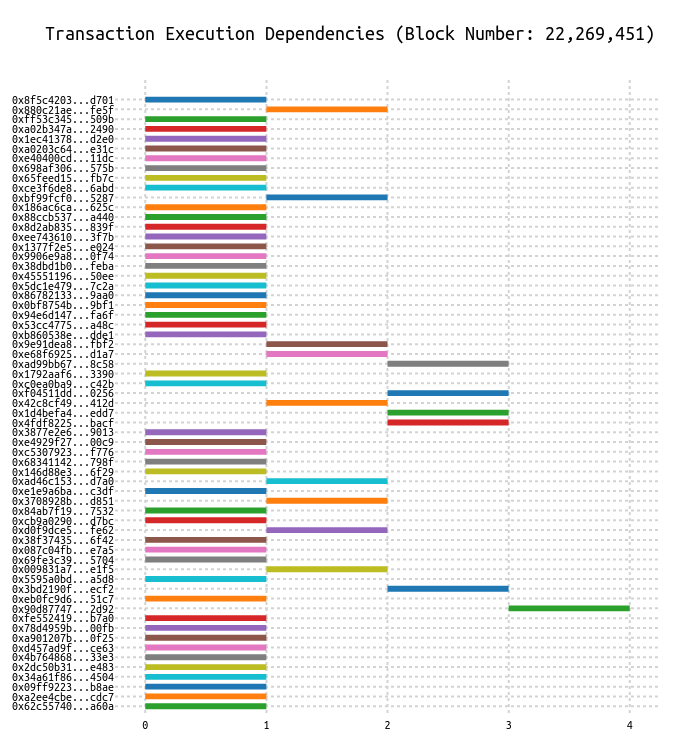 Transaction Execution Dependencies (Block Number: 22,269,451)
0x8f5c4203...d701
0x880c21ae...fe5f
0xff53c345...509b
0xa02b347a...2490
0x1ec41378...d2e0
0xa0203c64...e31c
0xe40400cd...11dc
0x698af306...575b
0x65feed15...fb7c
0xce3f6de8...6abd
0xbf99fcf0...5287
0x186ac6ca...625c
0x88ccb537...a440
0x8d2ab835...839f
0xee743610...3f7b
0x1377f2e5...e024
0x9906e9a8...0f74
0x38dbd1b0...feba
0x45551196...50ee
0x5dc1e479...7c2a
0x86782133...9aa0
0x0bf8754b...9bf1
0x94e6d147...fa6f
0x53cc4775...a48c
0xb860538e...dde1
0x9e91dea8...fbf2
0xe68f6925...d1a7
0xad99bb67...8c58
0x1792aaf6...3390
0xc0ea0ba9...c42b
0xf04511dd...0256
0x42c8cf49...412d
0x1d4befa4...edd7
0x4fdf8225...bacf
0x3877e2e6...9013
0xe4929f27...00c9
0xc5307923...f776
0x68341142...798f
0x146d88e3...6f29
0xad46c153...d7a0
0xe1e9a6ba...c3df
0x3708928b...d851
0x84ab7f19...7532
0xcb9a0290...d7bc
0xd0f9dce5...fe62
0x38f37435...6f42
0x087c04fb...e7a5
0x69fe3c39...5704
0x009831a7...e1f5
0x5595a0bd...a5d8
0x3bd2190f...ecf2
0xeb0fc9d6...51c7
0x90d87747...2d92
0xfe552419...b7a0
0x78d4959b...00fb
0xa901207b...0f25
0xd457ad9f...ce63
0x4b764868...33e3
0x2dc50b31...e483
0x34a61f86...4504
0x09ff9223...b8ae
0xa2ee4cbe...cdc7
0x62c55740...a60a
0 1 2 3 4